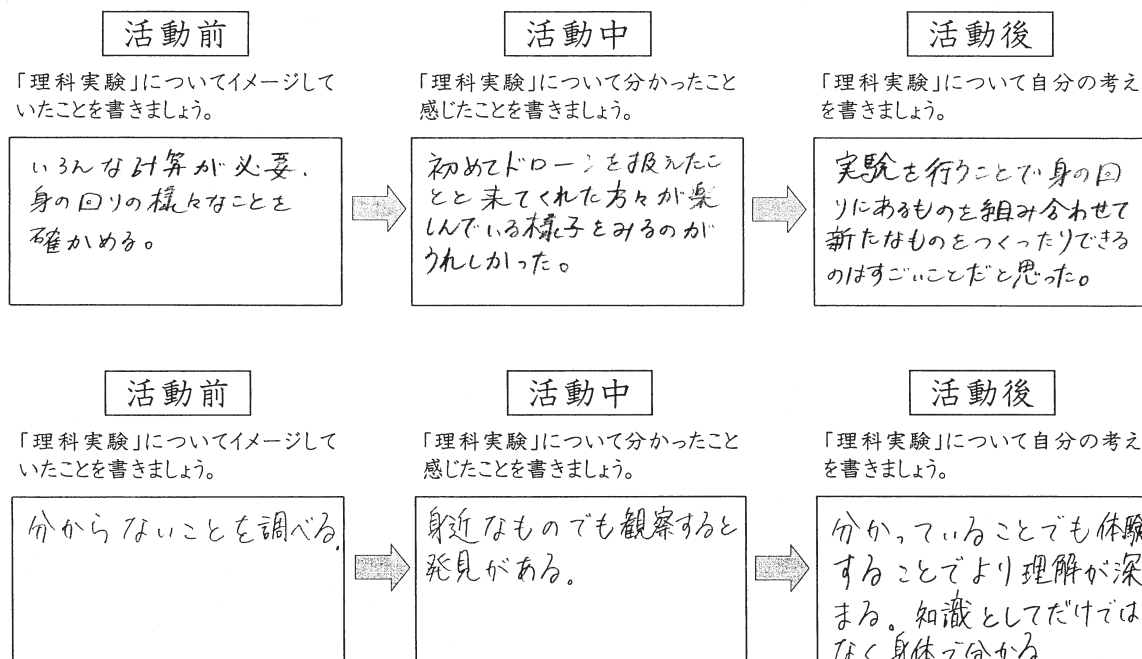 活動前
「理科実験」についてイメージして
いたことを書きましょう。
いろんな計算が必要.
身の回りの様々なことを
確かめる。
活動中
「理科実験」について分かったこと
感じたことを書きましょう。
初めてドローンを扱えたこ
とと来てくれた方々が楽
しんでいる様子をみるのが
うれしかった。
活動後
「理科実験」について自分の考え
を書きましょう。
実験を行うことで身の回
りにあるものを組み合わせて
新たなものをつくったりできる
のはすごいことだと思った。
活動前
「理科実験」についてイメージして
いたことを書きましょう。
分からないことを調べる.
活動中
「理科実験」について分かったこと
感じたことを書きましょう。
身近なものでも観察すると
発見がある。
活動後
「理科実験」について自分の考え
を書きましょう。
分かっていることでも体験
することでより理解が深
まる。知識としてだけでは
なく身体で分かる